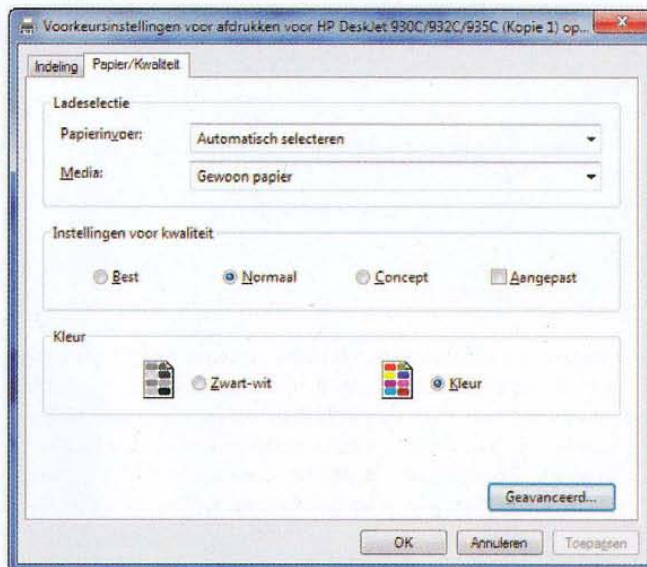 Voorkeursinstellingen voor afdrukken voor HP DeskJet 930C/932C/935C (Kopie 1) op...
Indeling Papier/Kwaliteit
Ladeselectie
Papierinvoer: Automatisch selecteren
Media: Gewoon papier
Instellingen voor kwaliteit
Best Normaal Concept Aangepast
Kleur
Zwart-wit Kleur
Geavanceerd...
OK Annuleren Toepassen